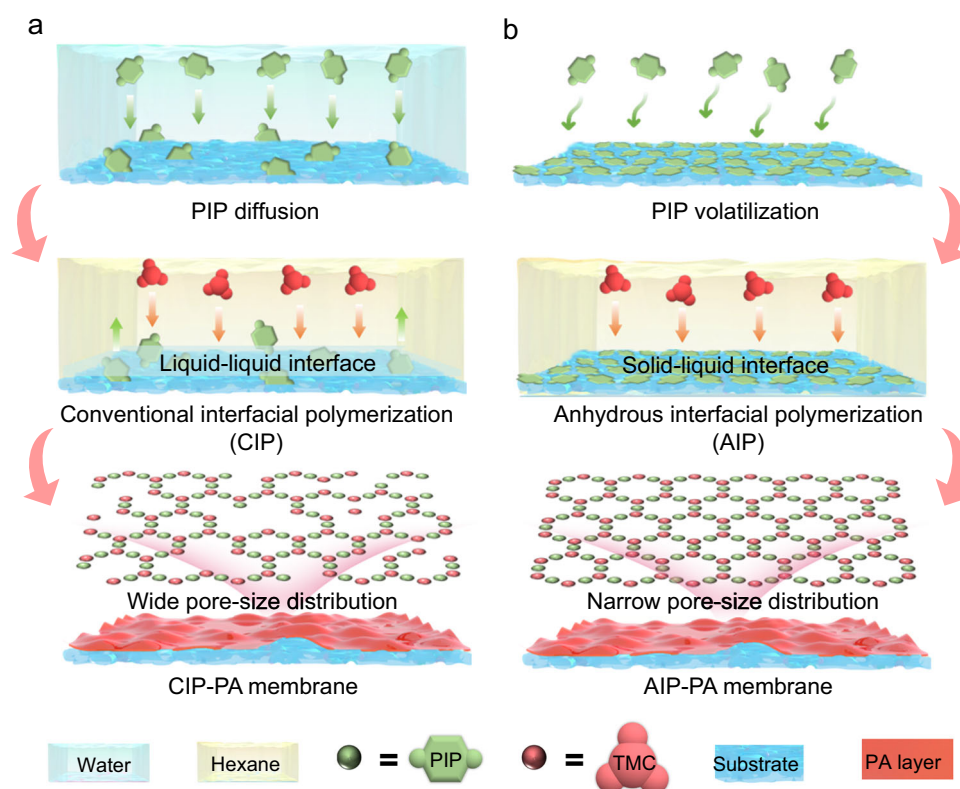 a
PIP diffusion
Liquid-liquid interface
Conventional interfacial polymerization
(CIP)
Wide pore-size distribution
CIP-PA membrane
b
PIP volatilization
Solid-liquid interface
Anhydrous interfacial polymerization
(AIP)
Narrow pore-size distribution
AIP-PA membrane
Water
Hexane
= PIP
= TMC
Substrate
PA layer